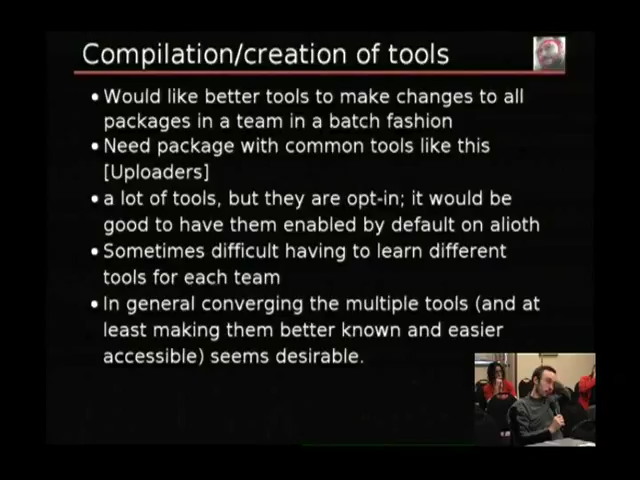 Compilation/creation of tools
• Would like better tools to make changes to all
packages in a team in a batch fashion
• Need package with common tools like this
[Uploaders]
• a lot of tools, but they are opt-in; it would be
good to have them enabled by default on alioth
• Sometimes difficult having to learn different
tools for each team
• In general converging the multiple tools (and at
least making them better known and easier
accessible) seems desirable.